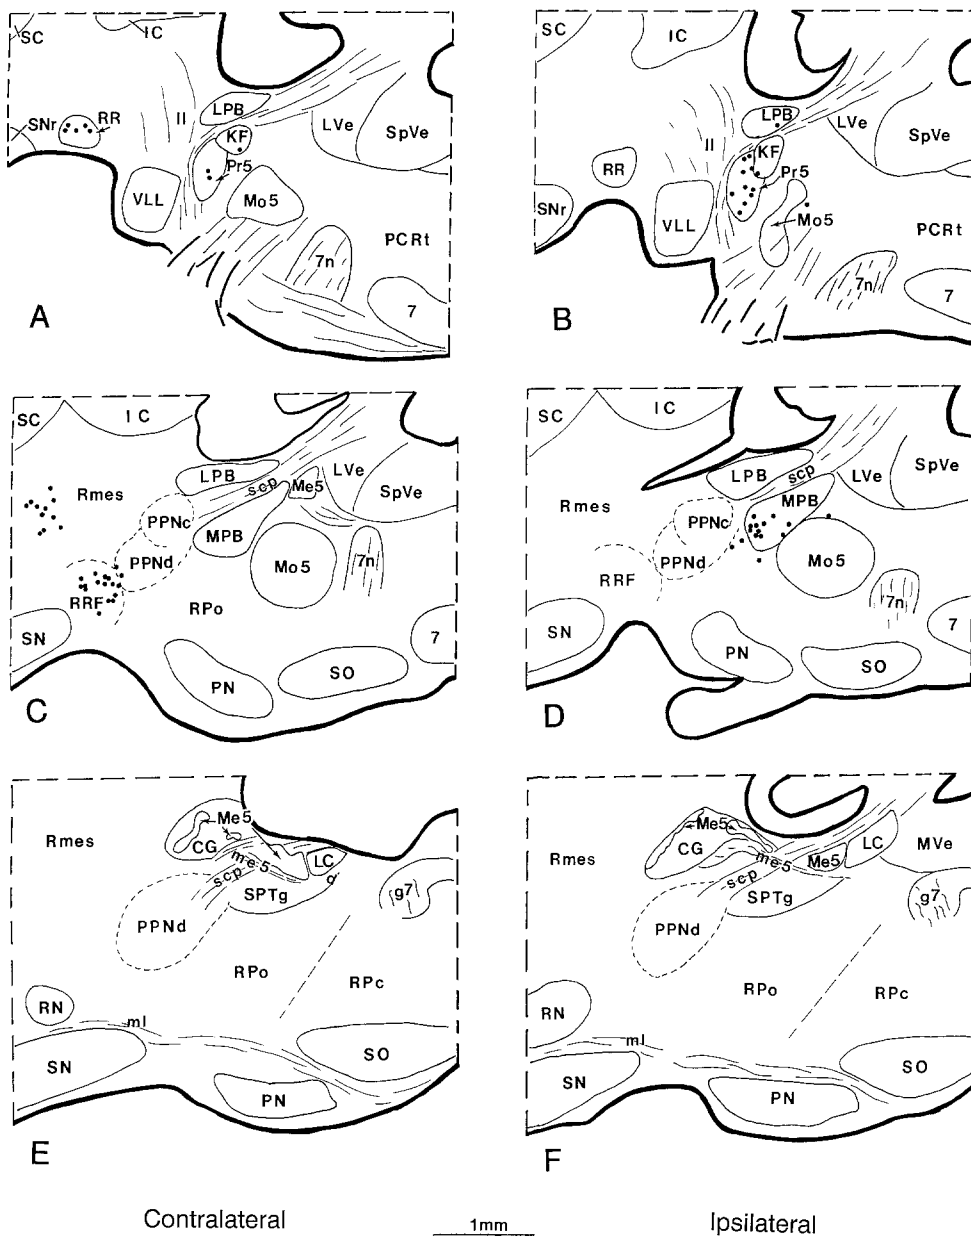 SC IC
SNr RR ll LPB KF Pr5 LVe SpVe
VLL Mo5 7n PCRt 7
A
SC IC
LPB LVe SpVe
RR ll KF Pr5
SNr VLL Mo5 PCRt
7n 7
B
SC IC
Rmes LPB scp Me5 LVe SpVe
PPNc MPB
PPNd Mo5 7n
RRF RPo
SN PN SO 7
C
SC IC
Rmes LPB scp LVe SpVe
PPNc MPB
PPNd Mo5
RRF 7n
SN PN SO 7
D
Rmes Me5
CG me5 LC
scp SPTg d g7
PPNd
RPo RPc
RN ml
SN PN SO
E
Rmes Me5
CG me5 Me5 LC MVe
scp SPTg g7
PPNd
RPo RPc
RN ml
SN PN SO
F
Contralateral 1mm Ipsilateral